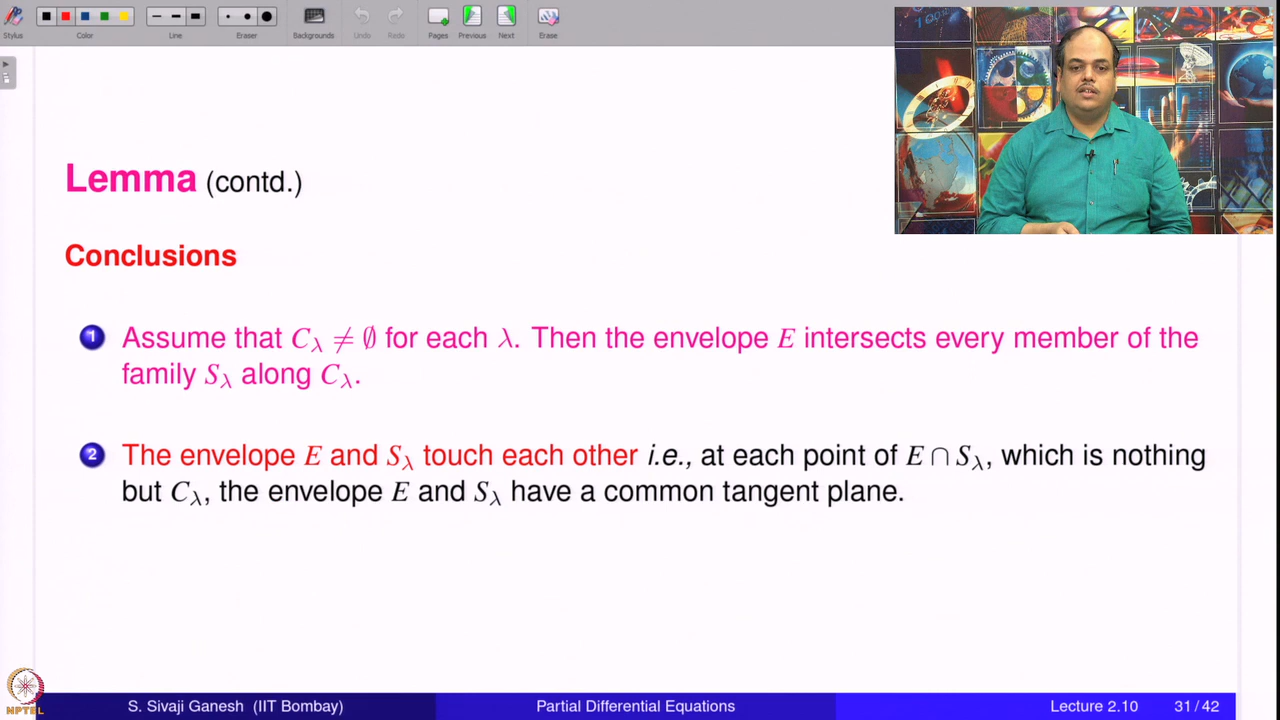 Stylus
Color
Line
Eraser
Backgrounds
Undo
Redo
Pages
Previous
Next
Erase
Lemma (contd.)
Conclusions
1 Assume that C_λ ≠ ∅ for each λ. Then the envelope E intersects every member of the
family S_λ along C_λ.
2 The envelope E and S_λ touch each other i.e., at each point of E ∩ S_λ, which is nothing
but C_λ, the envelope E and S_λ have a common tangent plane.
NPTEL
S. Sivaji Ganesh (IIT Bombay)
Partial Differential Equations
Lecture 2.10
31 / 42